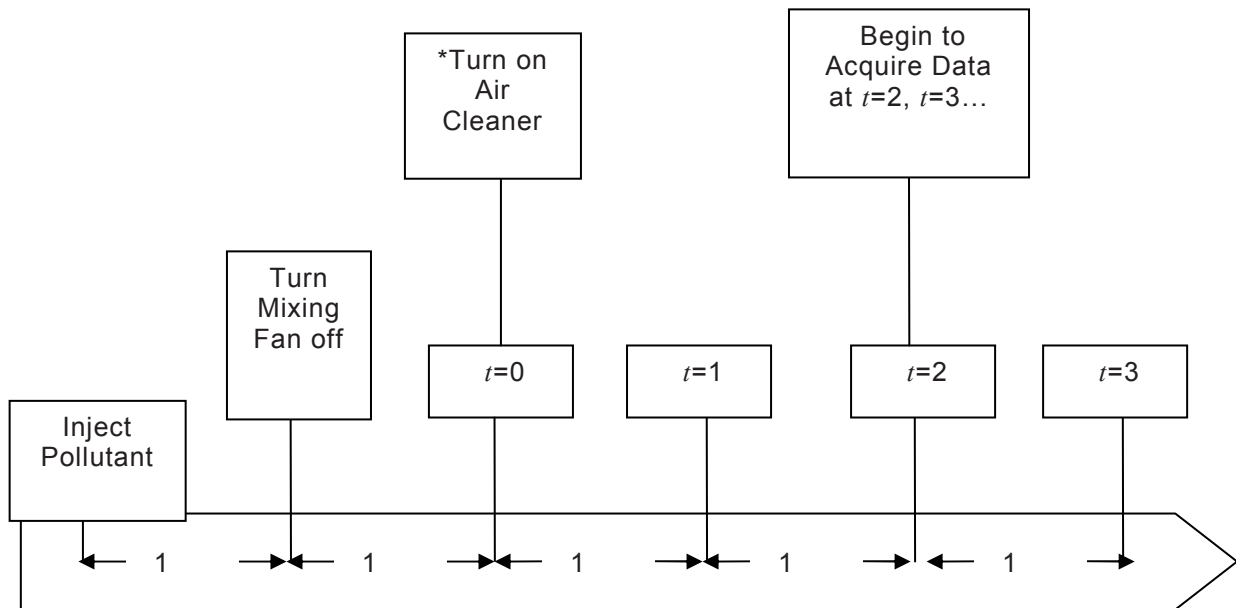 *Turn on
Air
Cleaner
Begin to
Acquire Data
at t=2, t=3…
Turn
Mixing
Fan off
t=0
t=1
t=2
t=3
Inject
Pollutant
1
1
1
1
1